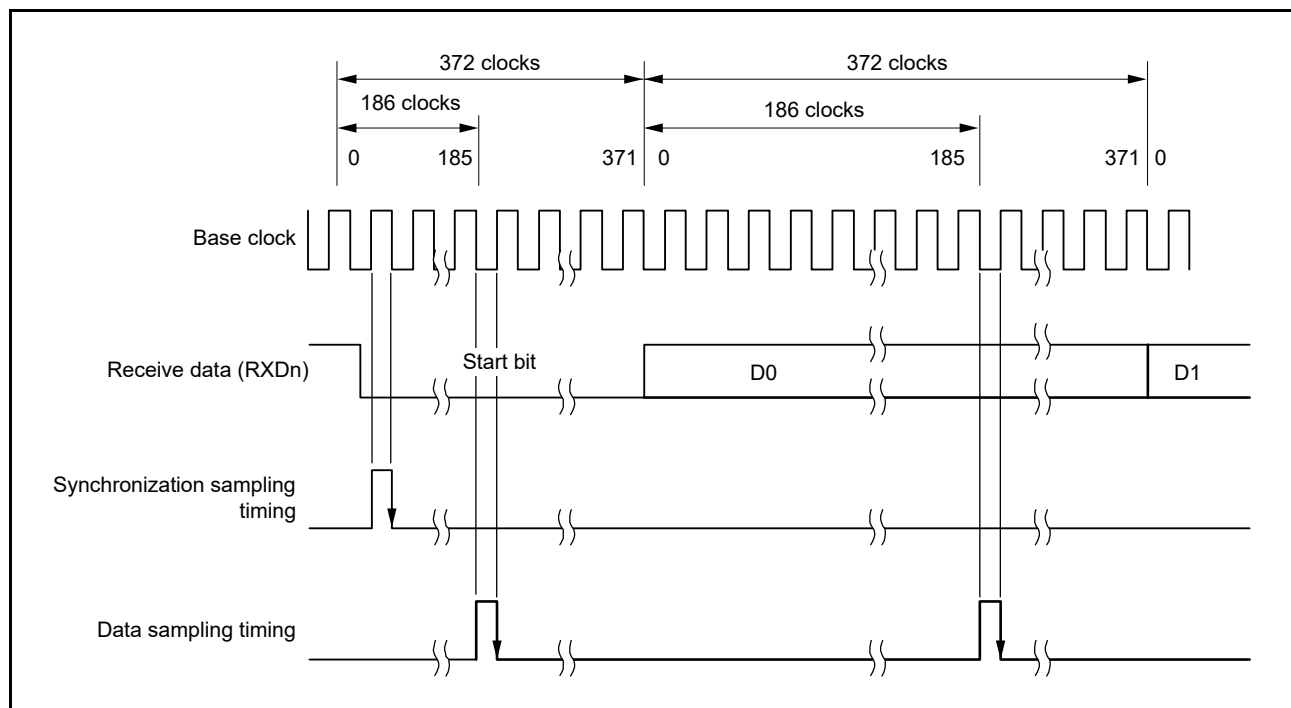 372 clocks 372 clocks
186 clocks 186 clocks
0 185 371 0 185 371 0
Base clock
Receive data (RXDn) Start bit D0 D1
Synchronization sampling
timing
Data sampling timing